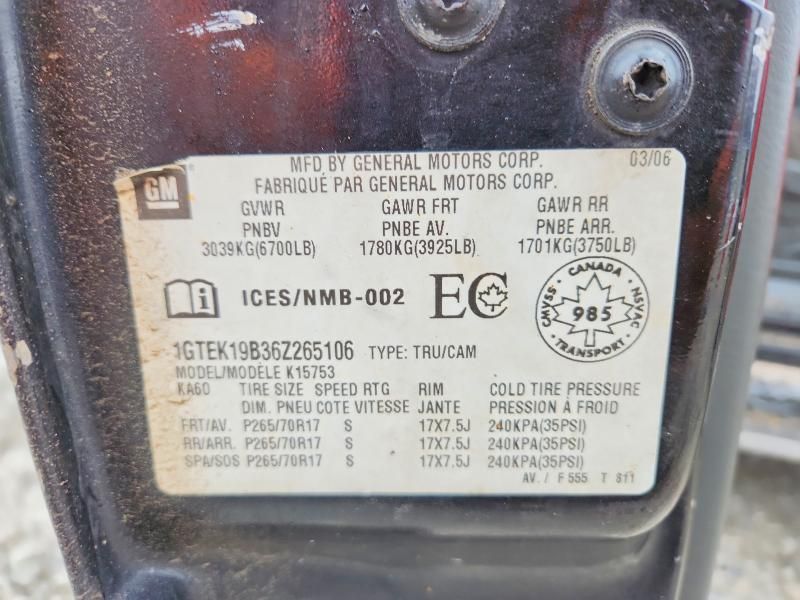 MFD BY GENERAL MOTORS CORP. 03/06
GM FABRIQUÉ PAR GENERAL MOTORS CORP.
GVWR GAWR FRT GAWR RR
PNBV PNBE AV. PNBE ARR.
3039KG(6700LB) 1780KG(3925LB) 1701KG(3750LB)
i ICES/NMB-002 EC CANADA CMVSS NSVAC 985 TRANSPORT
1GTEK19B36Z265106 TYPE: TRU/CAM
MODEL/MODÈLE K15753
KA60 TIRE SIZE SPEED RTG RIM COLD TIRE PRESSURE
DIM. PNEU COTE VITESSE JANTE PRESSION À FROID
FRT/AV. P265/70R17 S 17X7.5J 240KPA(35PSI)
RR/ARR. P265/70R17 S 17X7.5J 240KPA(35PSI)
SPA/SOS P265/70R17 S 17X7.5J 240KPA(35PSI)
AV. / F 555 T 811